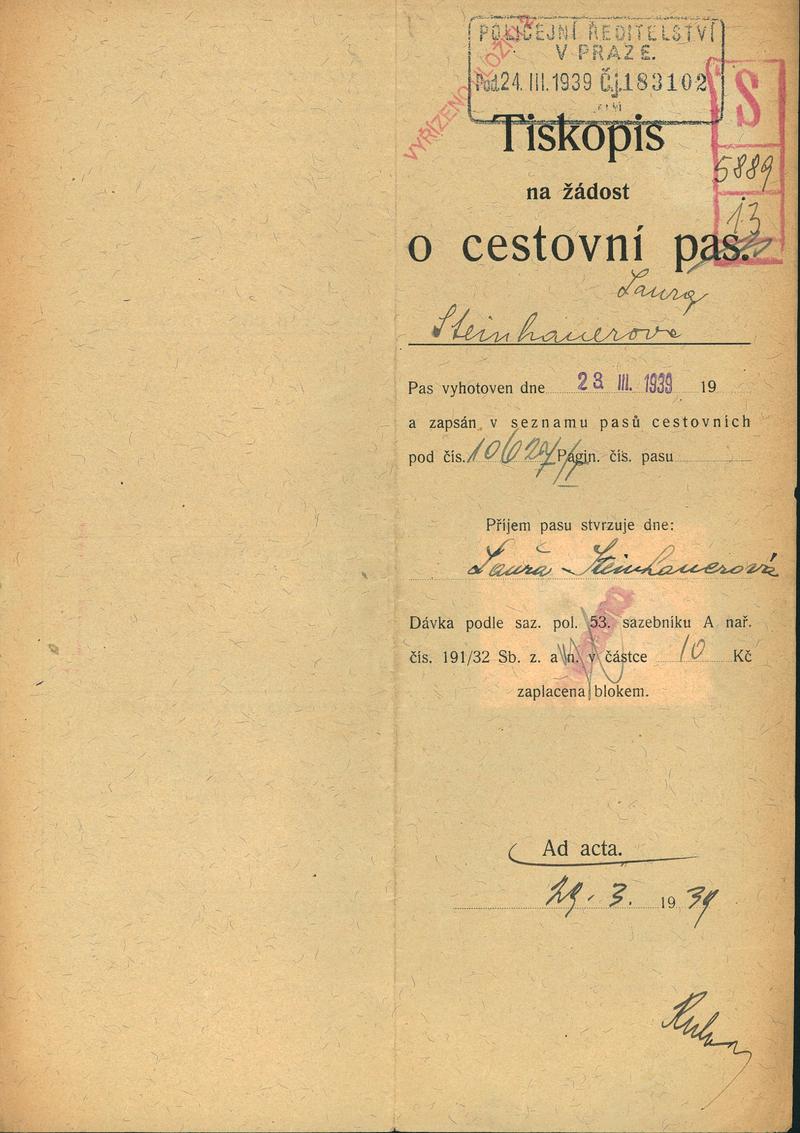 POLICEJNÍ ŘEDITELSTVÍ
V PRAZE.
Pod. 24. III. 1939 Čj. 183102
VYŘÍZENO
S
5889
13
Tiskopis
na žádost
o cestovní pas.
Laura
Steinhauerova
Pas vyhotoven dne 23 III. 1939 19
a zapsán v seznamu pasů cestovních
pod čís. 10627/ Pagin. čís. pasu
Příjem pasu stvrzuje dne:
Laura Steinhauerová
Dávka podle saz. pol. 53. sazebníku A nař.
čís. 191/32 Sb. z. a n. v částce 10 Kč
zaplacena blokem.
Ad acta.
29. 3. 1939